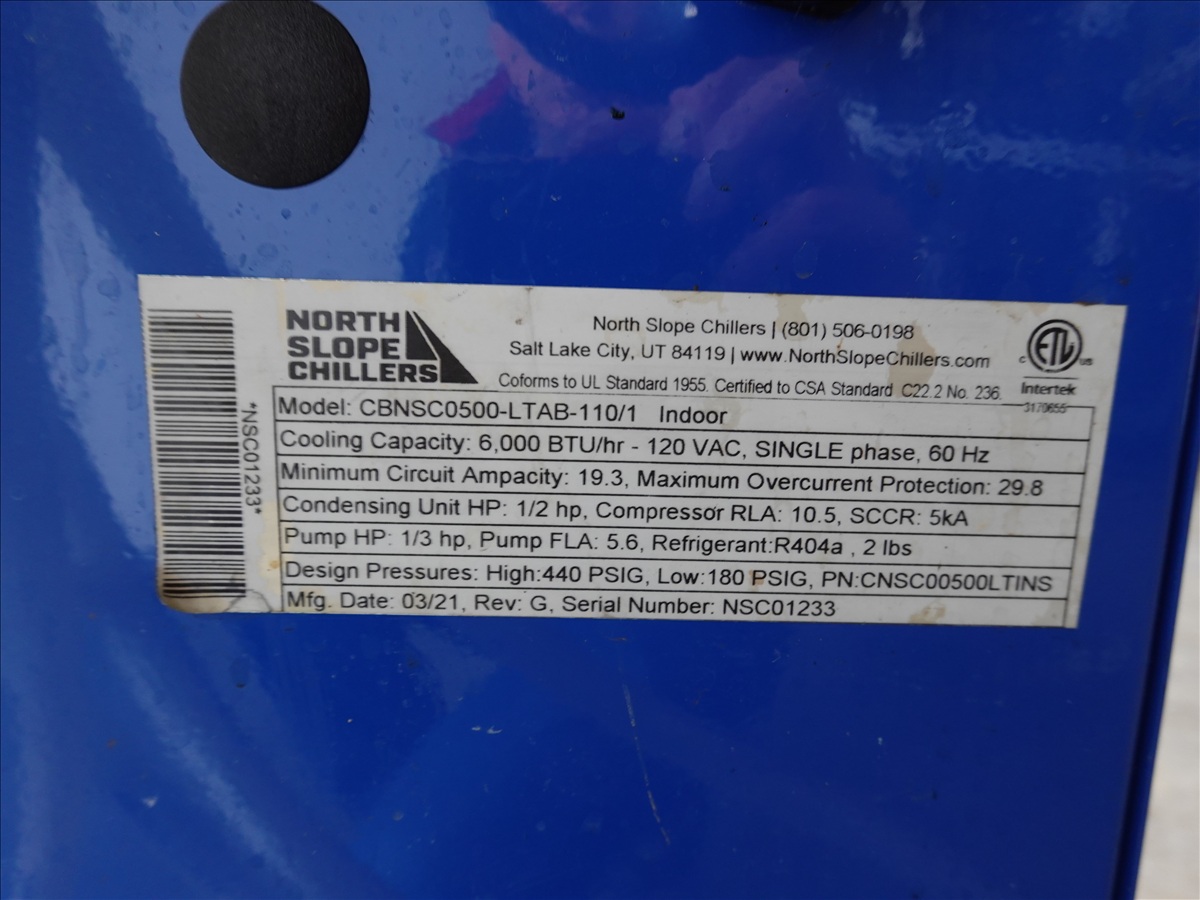 NORTH
SLOPE
CHILLERS
North Slope Chillers | (801) 506-0198
Salt Lake City, UT 84119 | www.NorthSlopeChillers.com
Coforms to UL Standard 1955. Certified to CSA Standard C22.2 No. 236.
c ETL us
Intertek
3170655
*NSC01233*
Model: CBNSC0500-LTAB-110/1 Indoor
Cooling Capacity: 6,000 BTU/hr - 120 VAC, SINGLE phase, 60 Hz
Minimum Circuit Ampacity: 19.3, Maximum Overcurrent Protection: 29.8
Condensing Unit HP: 1/2 hp, Compressor RLA: 10.5, SCCR: 5kA
Pump HP: 1/3 hp, Pump FLA: 5.6, Refrigerant:R404a , 2 lbs
Design Pressures: High:440 PSIG, Low:180 PSIG, PN:CNSC00500LTINS
Mfg. Date: 03/21, Rev: G, Serial Number: NSC01233